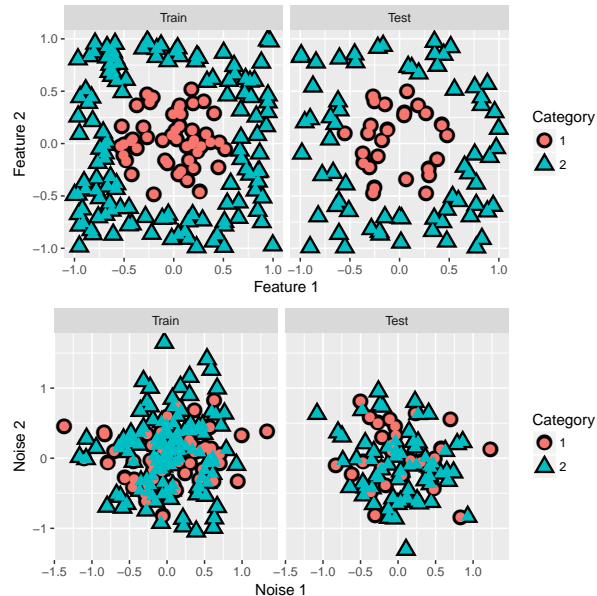 Train Test
1.0
0.5
0.0
−0.5
−1.0
Feature 2
−1.0 −0.5 0.0 0.5 1.0 −1.0 −0.5 0.0 0.5 1.0
Feature 1
Category
1
2
Train Test
1
0
−1
Noise 2
−1.5 −1.0 −0.5 0.0 0.5 1.0 −1.5 −1.0 −0.5 0.0 0.5 1.0
Noise 1
Category
1
2